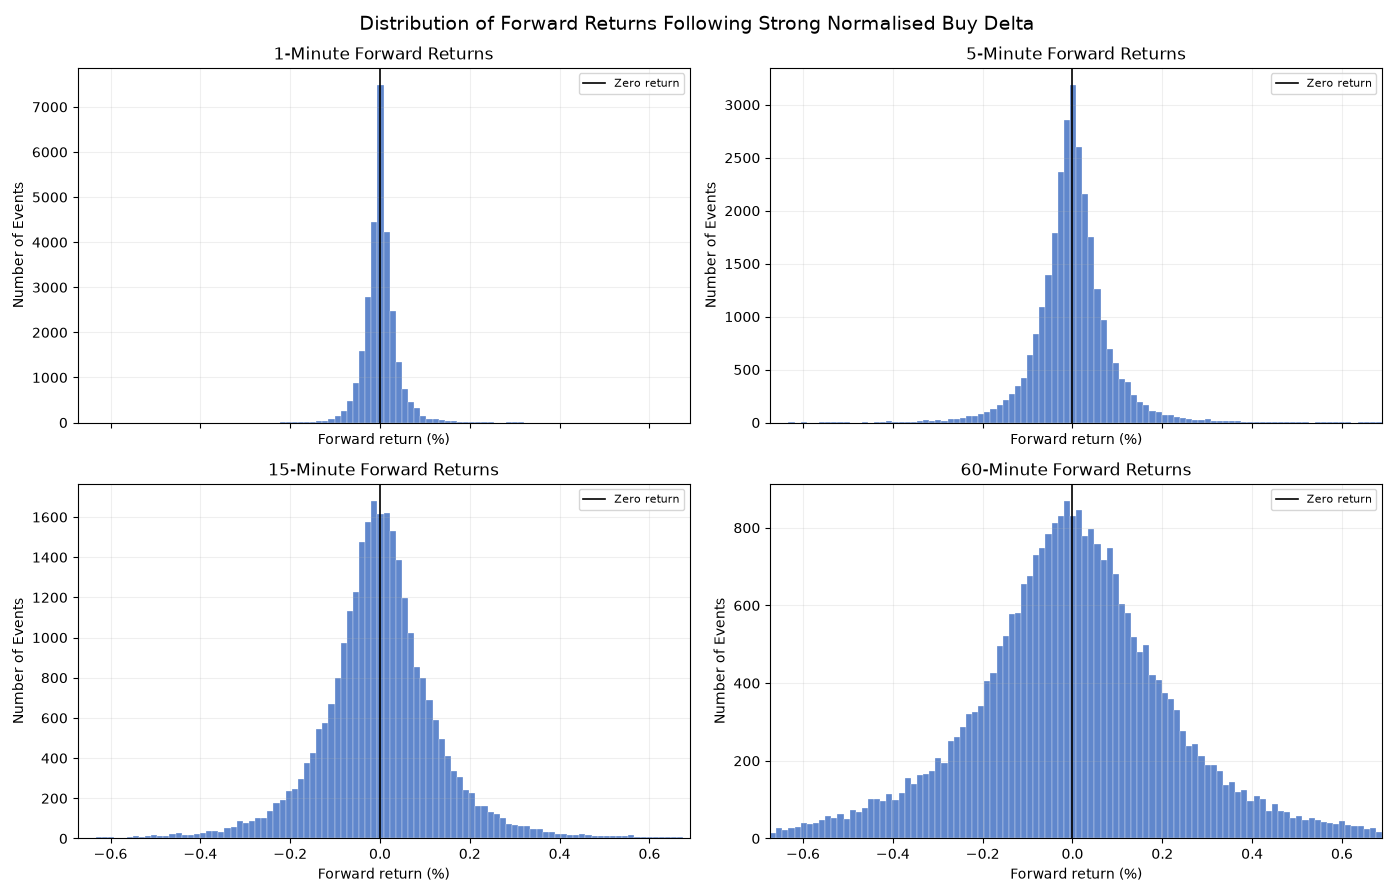 Distribution of Forward Returns Following Strong Normalised Buy Delta
1-Minute Forward Returns
Zero return
7000
6000
5000
4000
3000
2000
1000
0
Number of Events
Forward return (%)
5-Minute Forward Returns
Zero return
3000
2500
2000
1500
1000
500
0
Number of Events
Forward return (%)
15-Minute Forward Returns
Zero return
1600
1400
1200
1000
800
600
400
200
0
Number of Events
−0.6 −0.4 −0.2 0.0 0.2 0.4 0.6
Forward return (%)
60-Minute Forward Returns
Zero return
800
600
400
200
0
Number of Events
−0.6 −0.4 −0.2 0.0 0.2 0.4 0.6
Forward return (%)